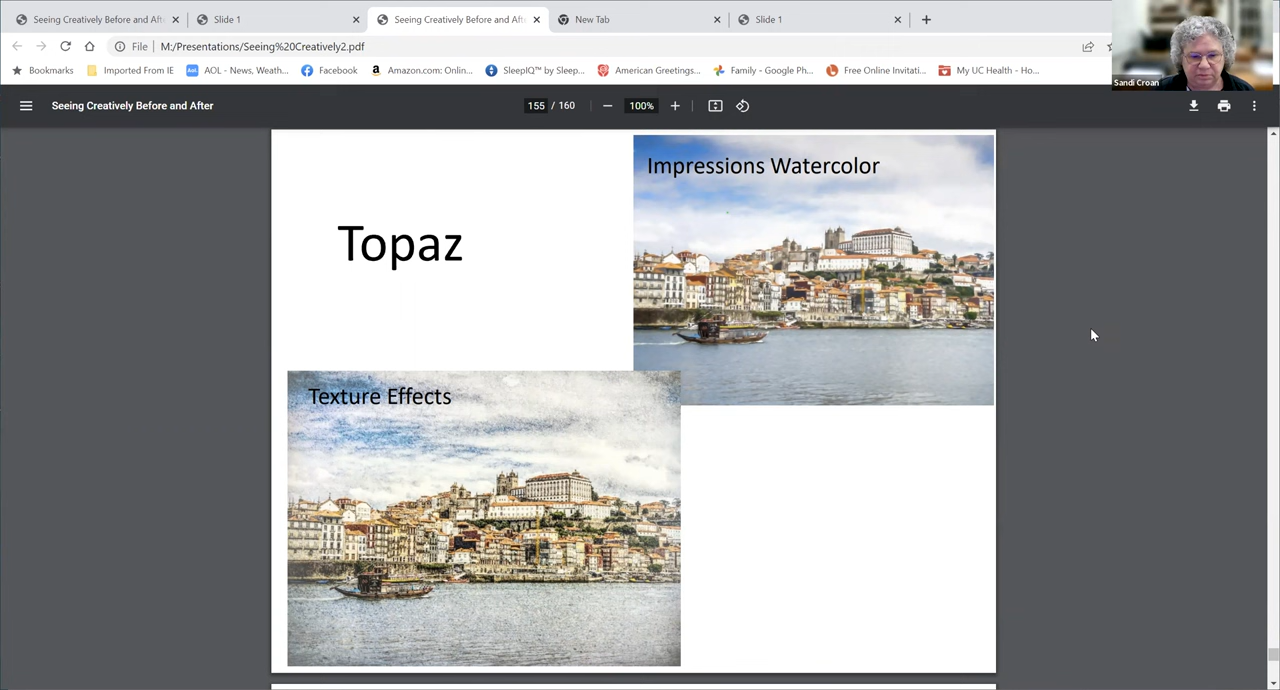 Seeing Creatively Before and Aft
Slide 1
Seeing Creatively Before and Aft
New Tab
Slide 1
File
M:/Presentations/Seeing%20Creatively2.pdf
Bookmarks
Imported From IE
AOL - News, Weath...
Facebook
Amazon.com: Onlin...
SleepIQ™ by Sleep...
American Greetings...
Family - Google Ph...
Free Online Invitati...
My UC Health - Ho...
Sandi Croan
Seeing Creatively Before and After
155 / 160
100%
Impressions Watercolor
Topaz
Texture Effects